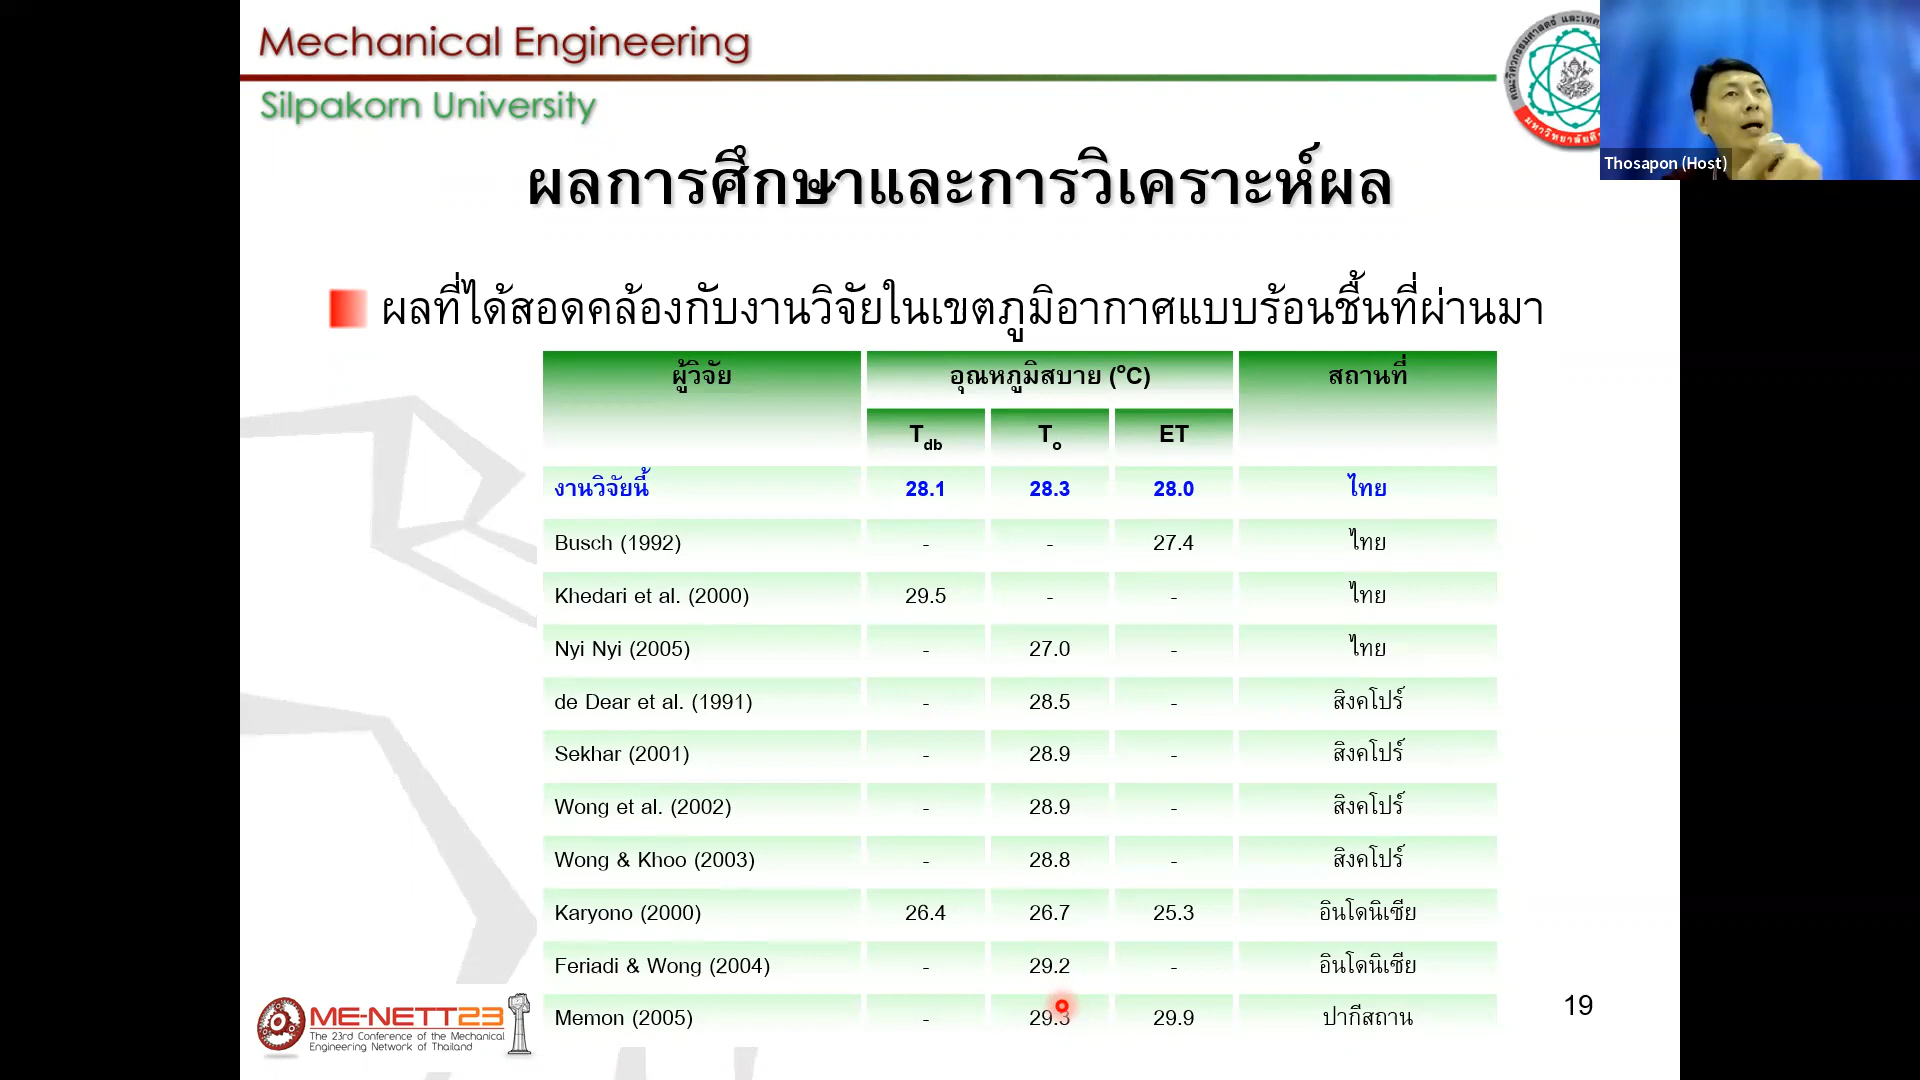 Mechanical Engineering
Silpakorn University
Thosapon (Host)
ผลการศึกษาและการวิเคราะห์ผล
ผลที่ได้สอดคล้องกับงานวิจัยในเขตภูมิอากาศแบบร้อนชื้นที่ผ่านมา
ผู้วิจัย อุณหภูมิสบาย (°C) สถานที่
Tdb To ET
งานวิจัยนี้ 28.1 28.3 28.0 ไทย
Busch (1992) - - 27.4 ไทย
Khedari et al. (2000) 29.5 - - ไทย
Nyi Nyi (2005) - 27.0 - ไทย
de Dear et al. (1991) - 28.5 - สิงคโปร์
Sekhar (2001) - 28.9 - สิงคโปร์
Wong et al. (2002) - 28.9 - สิงคโปร์
Wong & Khoo (2003) - 28.8 - สิงคโปร์
Karyono (2000) 26.4 26.7 25.3 อินโดนิเซีย
Feriadi & Wong (2004) - 29.2 - อินโดนิเซีย
Memon (2005) - 29.3 29.9 ปากีสถาน
ME-NETT23
The 23rd Conference of the Mechanical
Engineering Network of Thailand
19